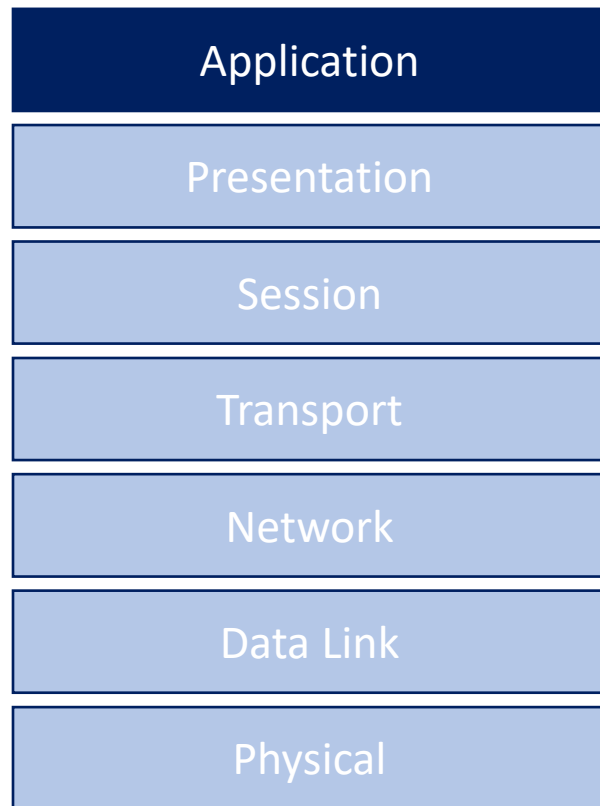 Application
Presentation
Session
Transport
Network
Data Link
Physical